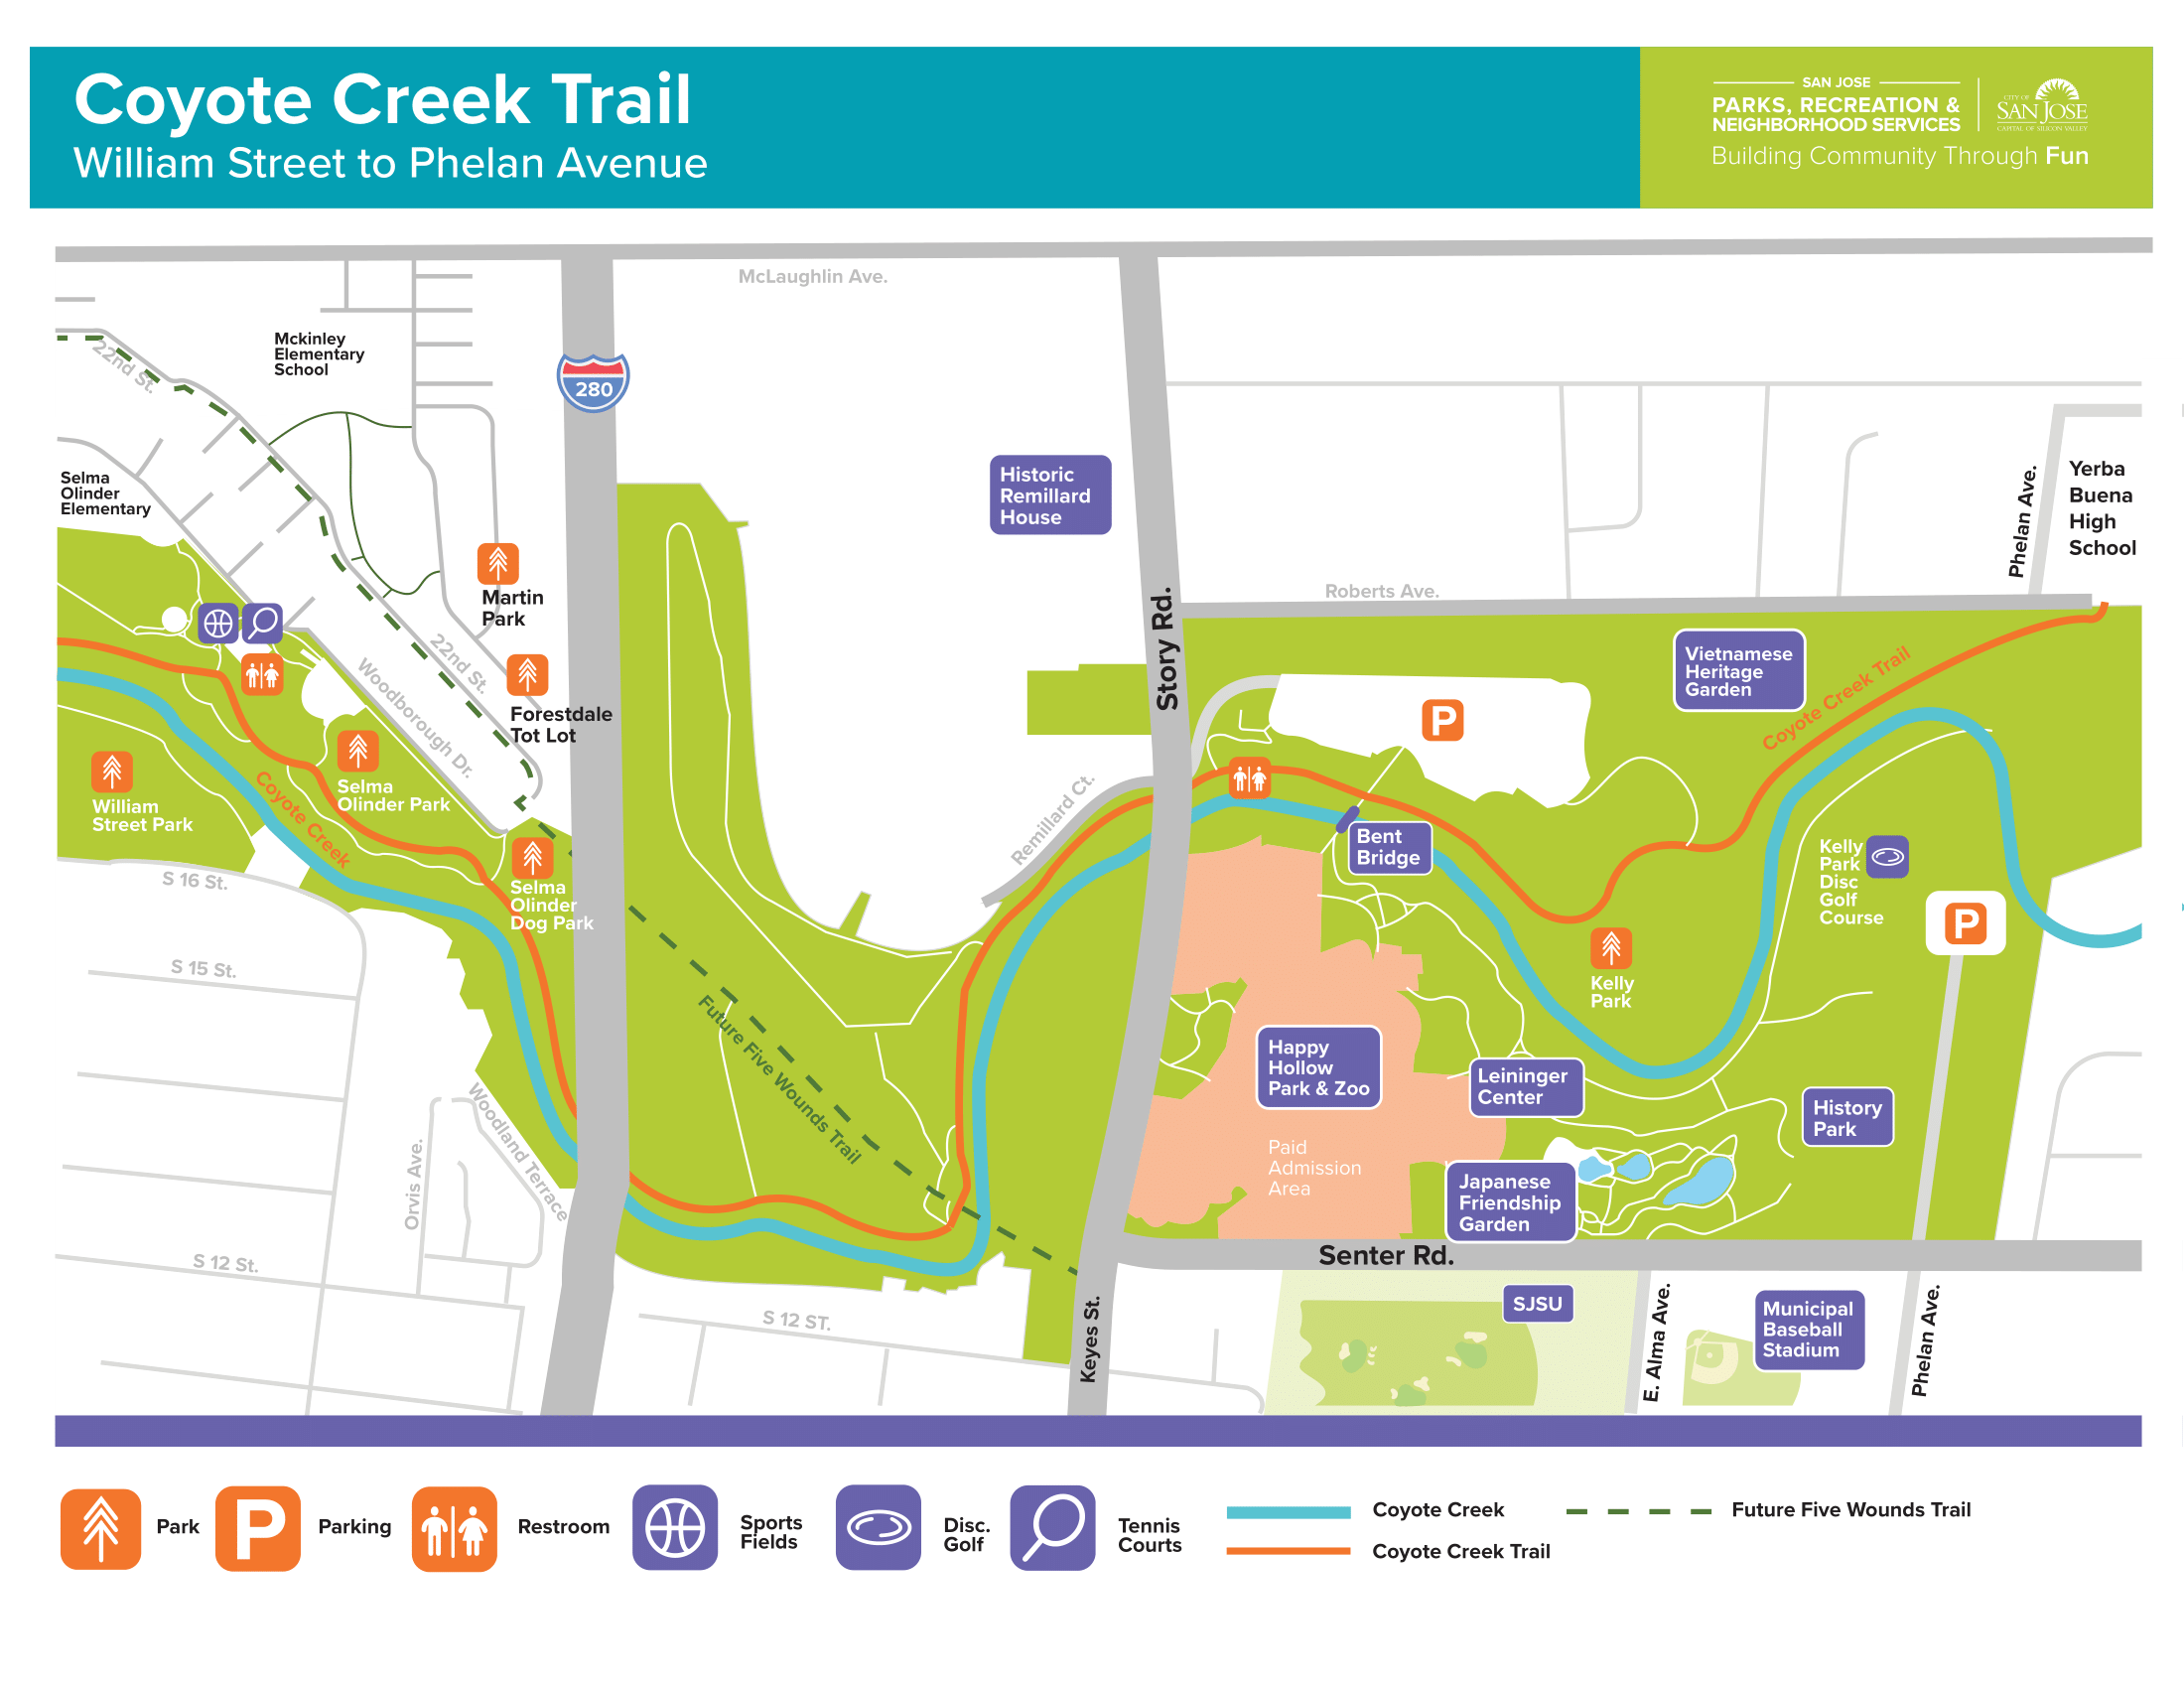 Coyote Creek Trail
William Street to Phelan Avenue
SAN JOSE
PARKS, RECREATION &
NEIGHBORHOOD SERVICES
Building Community Through Fun
CITY OF
SAN JOSE
CAPITAL OF SILICON VALLEY
McLaughlin Ave.
22nd St.
Mckinley
Elementary
School
280
Selma
Olinder
Elementary
Historic
Remillard
House
Phelan Ave.
Yerba
Buena
High
School
Martin
Park
Roberts Ave.
Story Rd.
22nd St.
Woodborough Dr.
Forestdale
Tot Lot
Vietnamese
Heritage
Garden
Coyote Creek Trail
P
William
Street Park
Coyote Creek
Selma
Olinder Park
Remillard Ct.
Bent
Bridge
Kelly
Park
Disc
Golf
Course
P
S 16 St.
Selma
Olinder
Dog Park
S 15 St.
Kelly
Park
Future Five Wounds Trail
Happy
Hollow
Park & Zoo
Leininger
Center
History
Park
Woodland Terrace
Orvis Ave.
Paid
Admission
Area
Japanese
Friendship
Garden
S 12 St.
Senter Rd.
S 12 ST.
Keyes St.
SJSU
E. Alma Ave.
Municipal
Baseball
Stadium
Phelan Ave.
Park
P
Parking
Restroom
Sports
Fields
Disc.
Golf
Tennis
Courts
Coyote Creek
Coyote Creek Trail
Future Five Wounds Trail